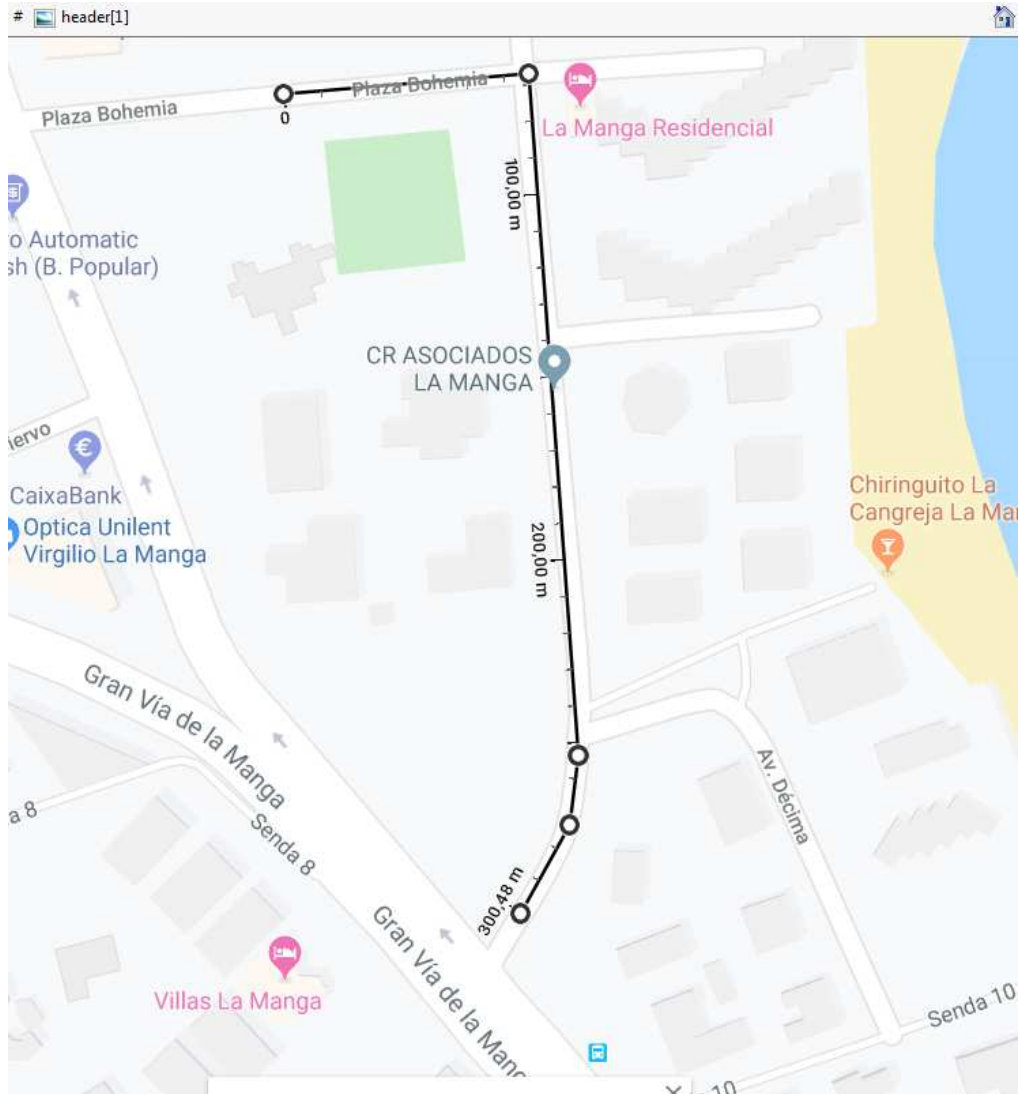 # header[1]
Plaza Bohemia
Plaza Bohemia
0
La Manga Residencial
100,00 m
o Automatic
sh (B. Popular)
CR ASOCIADOS
LA MANGA
iervo
CaixaBank
Optica Unilent
Virgilio La Manga
Chiringuito La
Cangreja La Ma
200,00 m
Gran Vía de la Manga
Av. Décima
a 8
Senda 8
300,48 m
Gran Vía de la Mang
Villas La Manga
Senda 10
10